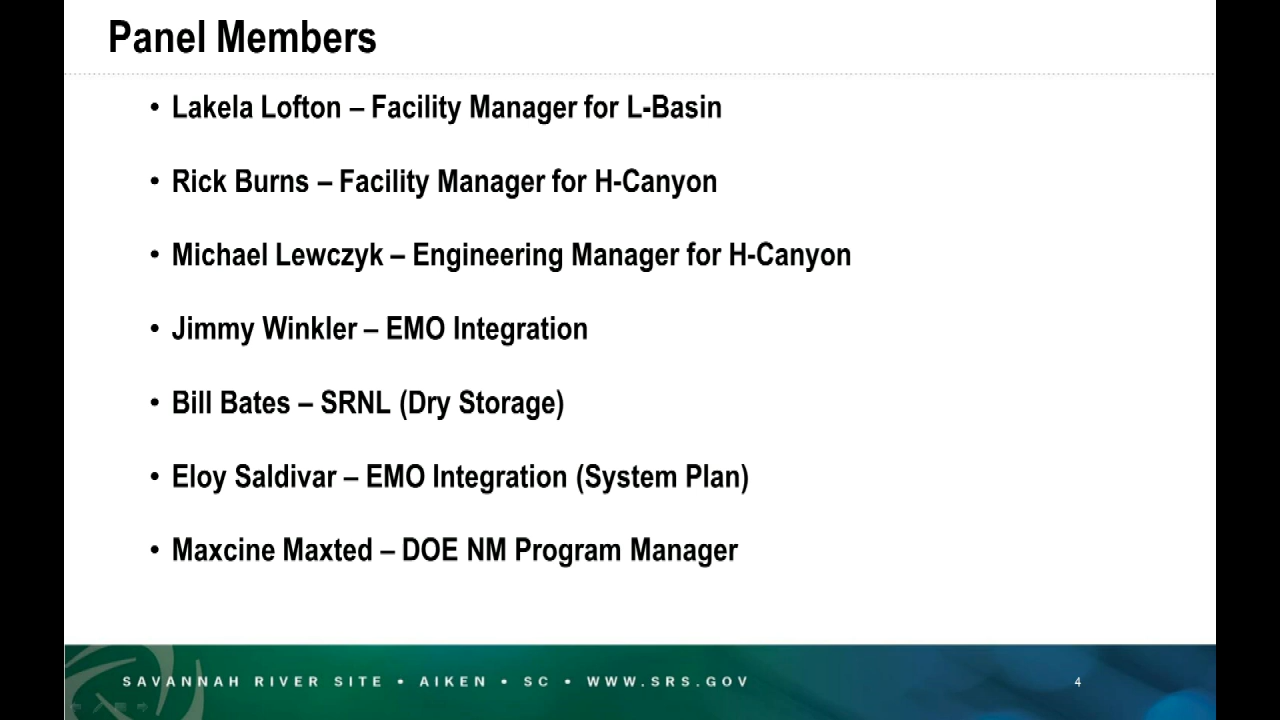 Panel Members
• Lakela Lofton – Facility Manager for L-Basin
• Rick Burns – Facility Manager for H-Canyon
• Michael Lewczyk – Engineering Manager for H-Canyon
• Jimmy Winkler – EMO Integration
• Bill Bates – SRNL (Dry Storage)
• Eloy Saldivar – EMO Integration (System Plan)
• Maxcine Maxted – DOE NM Program Manager
SAVANNAH RIVER SITE • AIKEN • SC • WWW.SRS.GOV
4